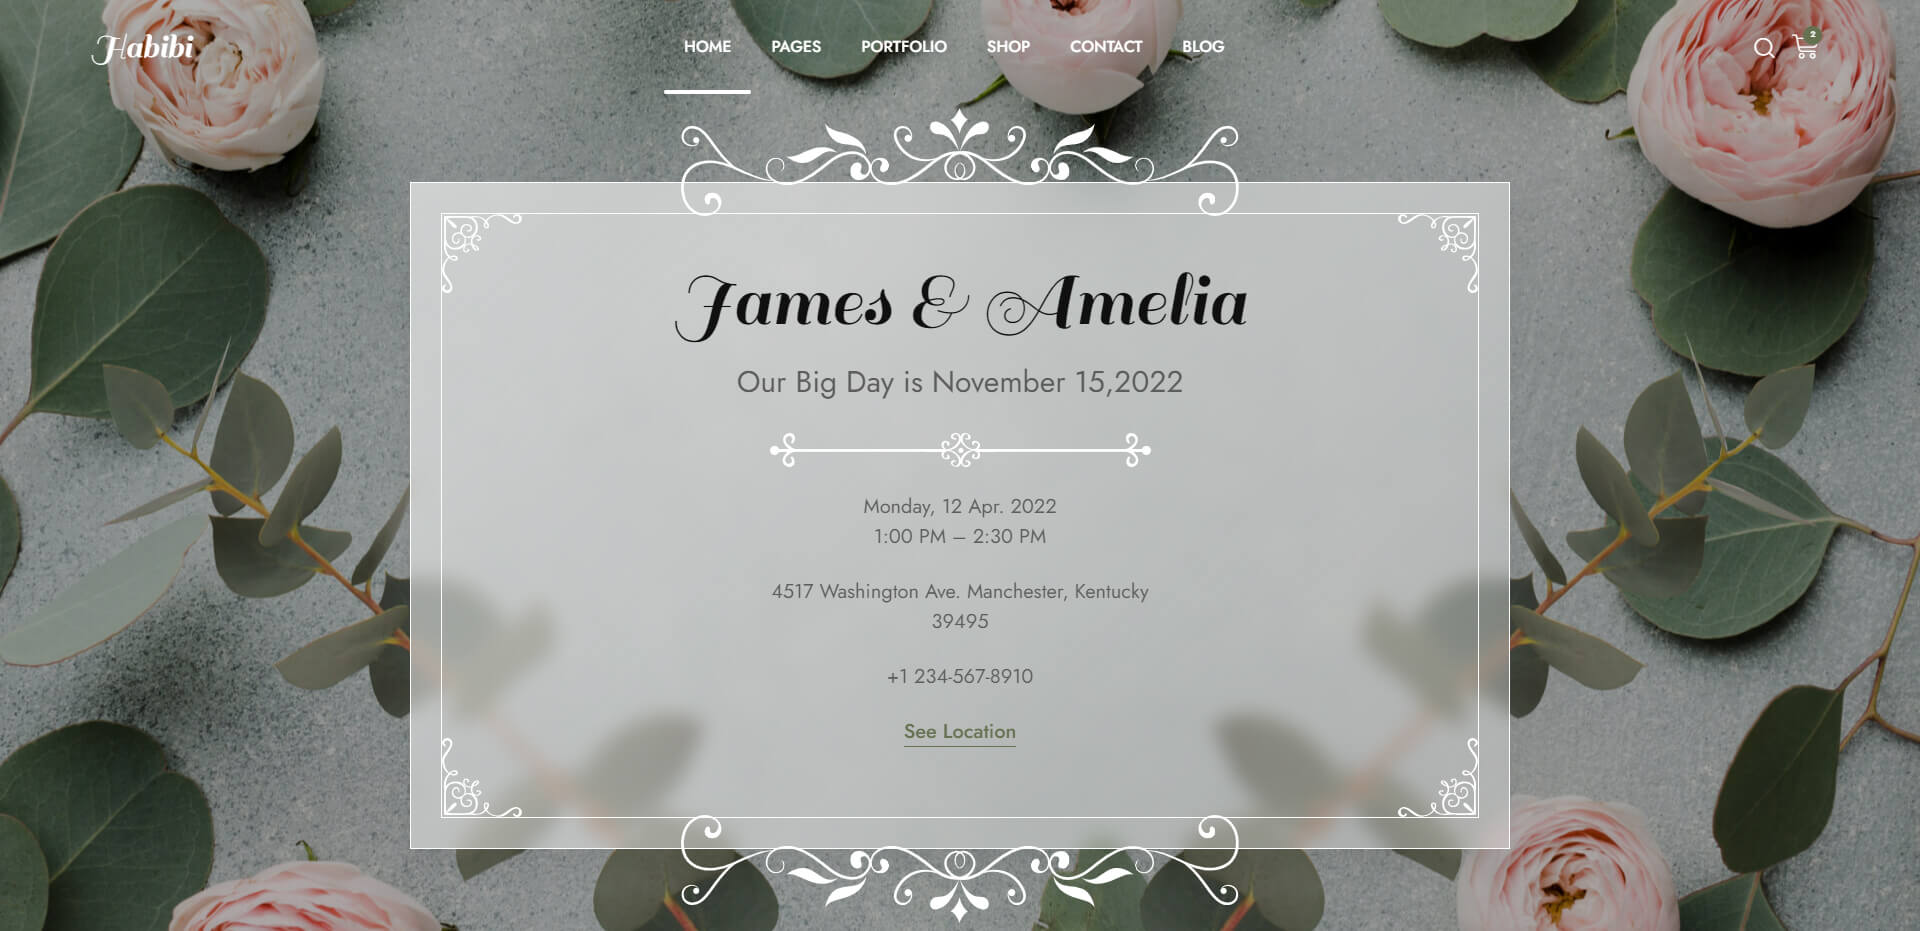 Habibi
HOME PAGES PORTFOLIO SHOP CONTACT BLOG
2
James & Amelia
Our Big Day is November 15,2022
Monday, 12 Apr. 2022
1:00 PM – 2:30 PM
4517 Washington Ave. Manchester, Kentucky
39495
+1 234-567-8910
See Location